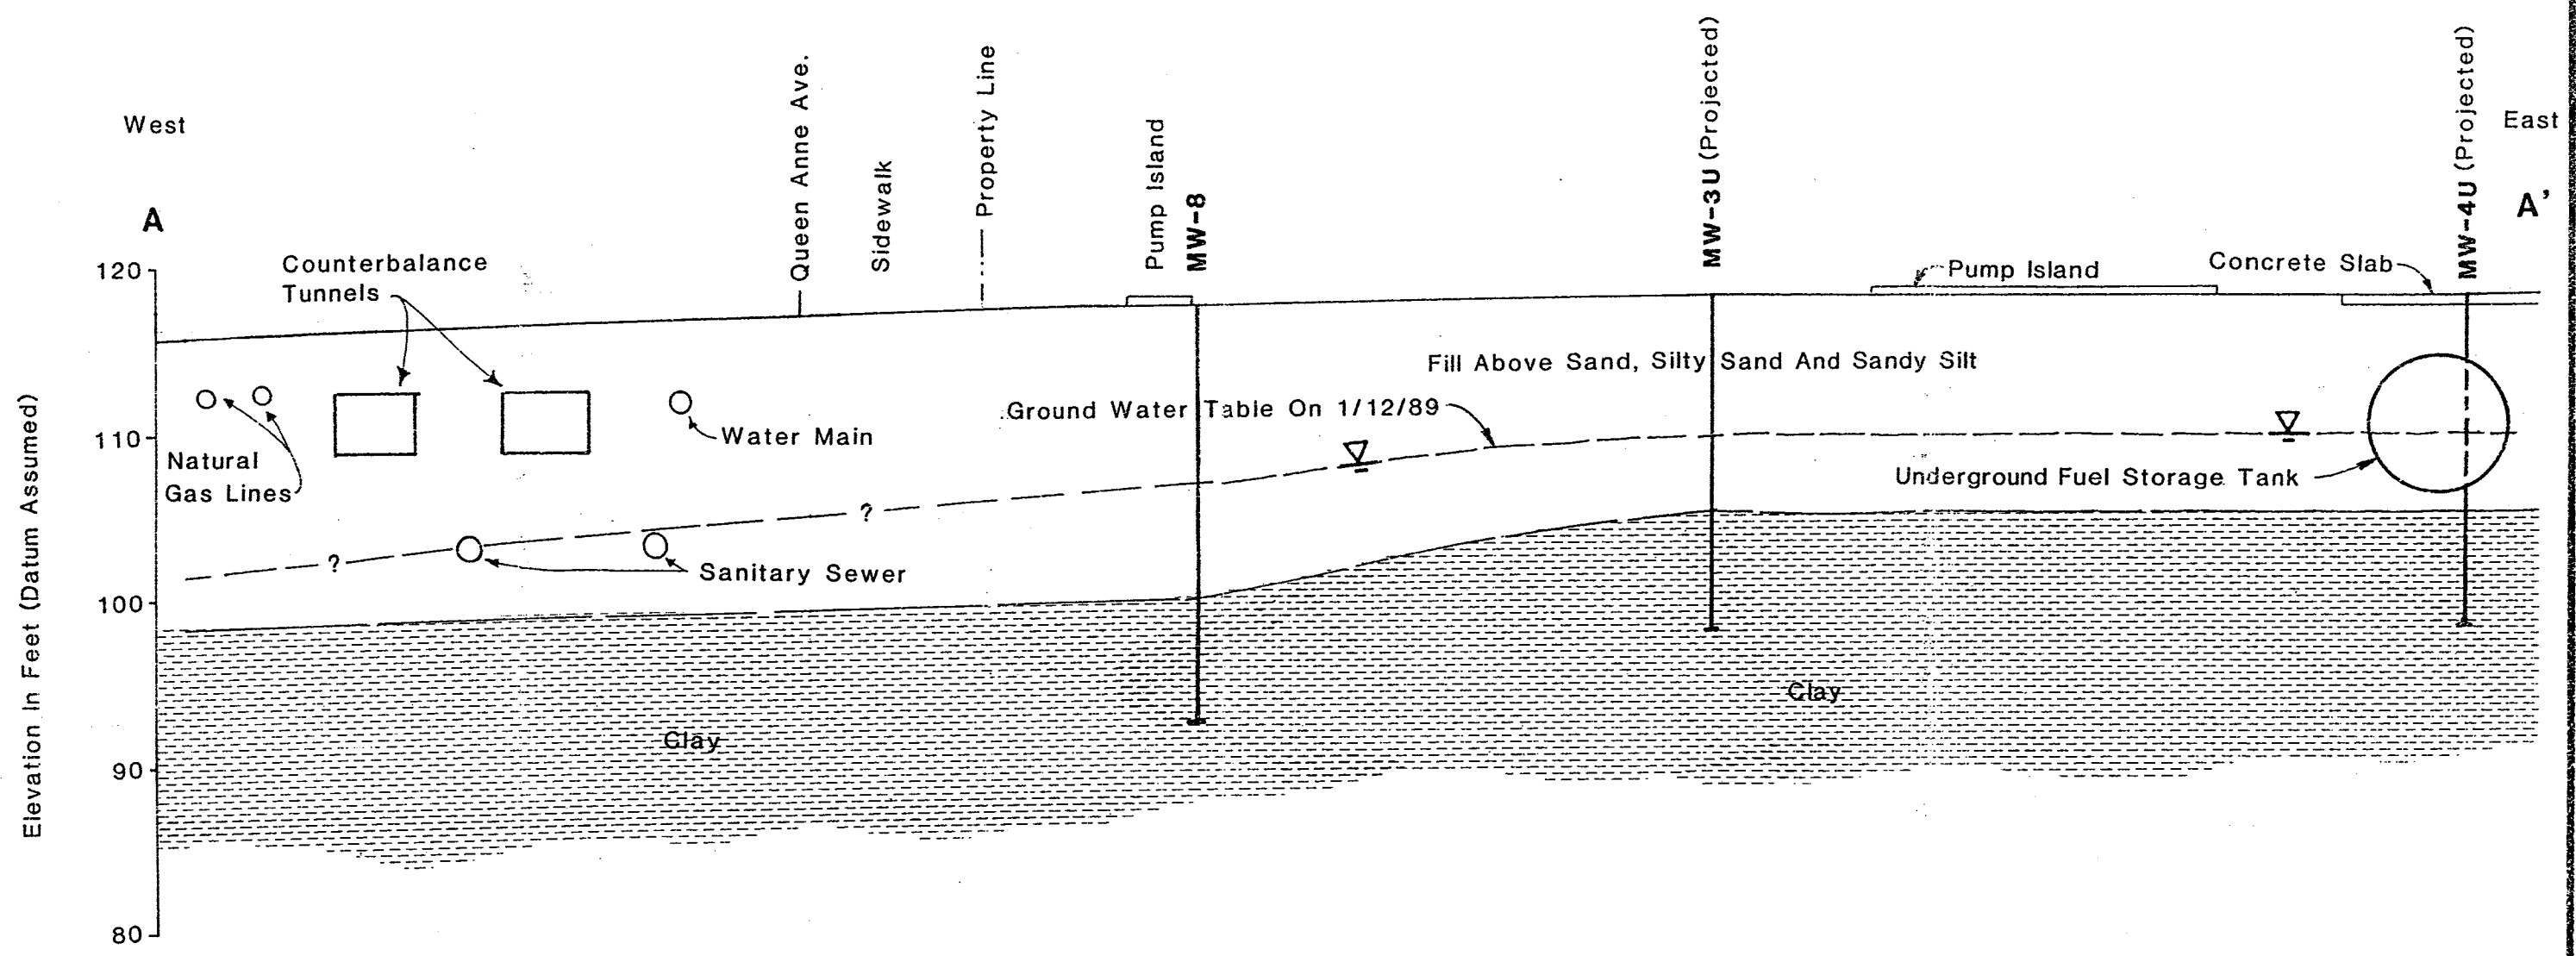 West
East
A
A'
Queen Anne Ave.
Sidewalk
Property Line
Pump Island
MW-8
MW-3U (Projected)
MW-4U (Projected)
Counterbalance
Tunnels
Pump Island
Concrete Slab
120
110
100
90
80
Elevation In Feet (Datum Assumed)
Fill Above Sand, Silty Sand And Sandy Silt
Ground Water Table On 1/12/89
Water Main
Natural
Gas Lines
Underground Fuel Storage Tank
?
?
Sanitary Sewer
Clay
Clay